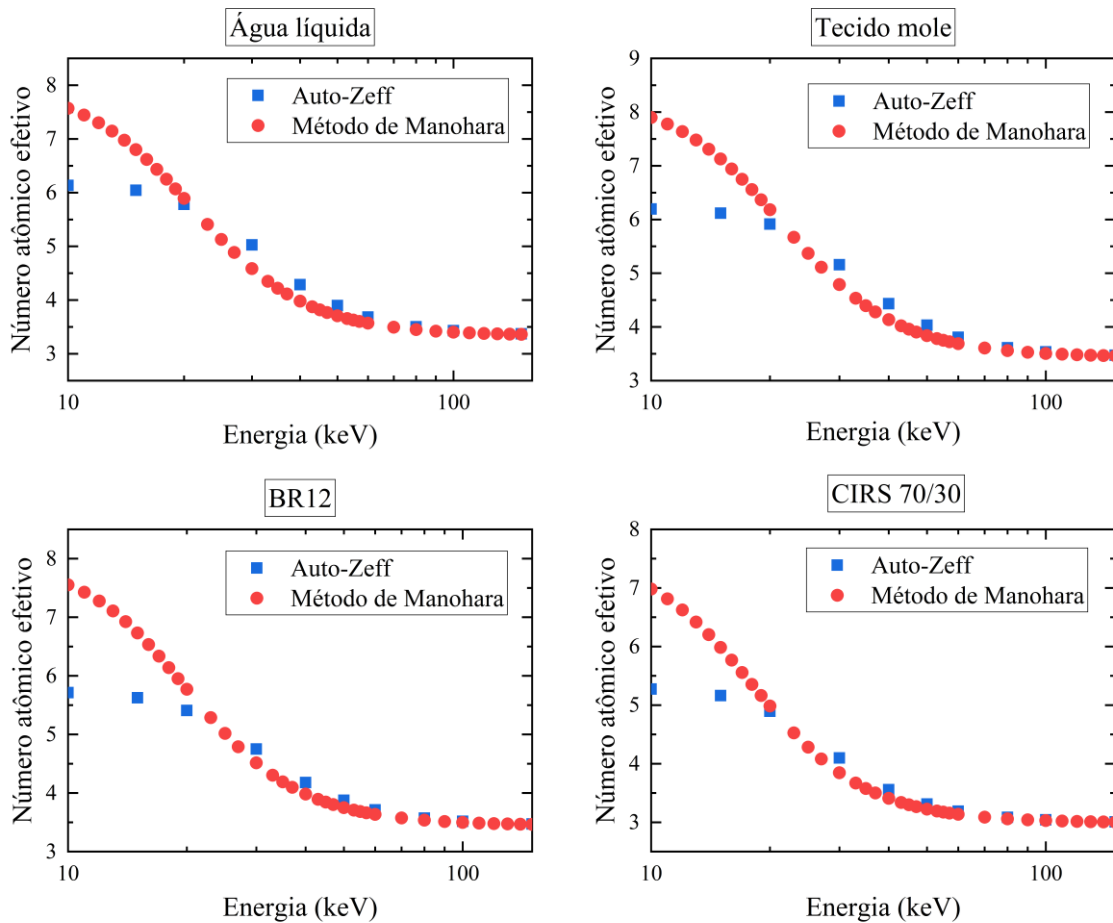 Água líquida
Número atômico efetivo
8
7
6
5
4
3
Auto-Zeff
Método de Manohara
10
100
Energia (keV)
Tecido mole
Número atômico efetivo
9
8
7
6
5
4
3
Auto-Zeff
Método de Manohara
10
100
Energia (keV)
BR12
Número atômico efetivo
8
7
6
5
4
3
Auto-Zeff
Método de Manohara
10
100
Energia (keV)
CIRS 70/30
Número atômico efetivo
8
7
6
5
4
3
Auto-Zeff
Método de Manohara
10
100
Energia (keV)